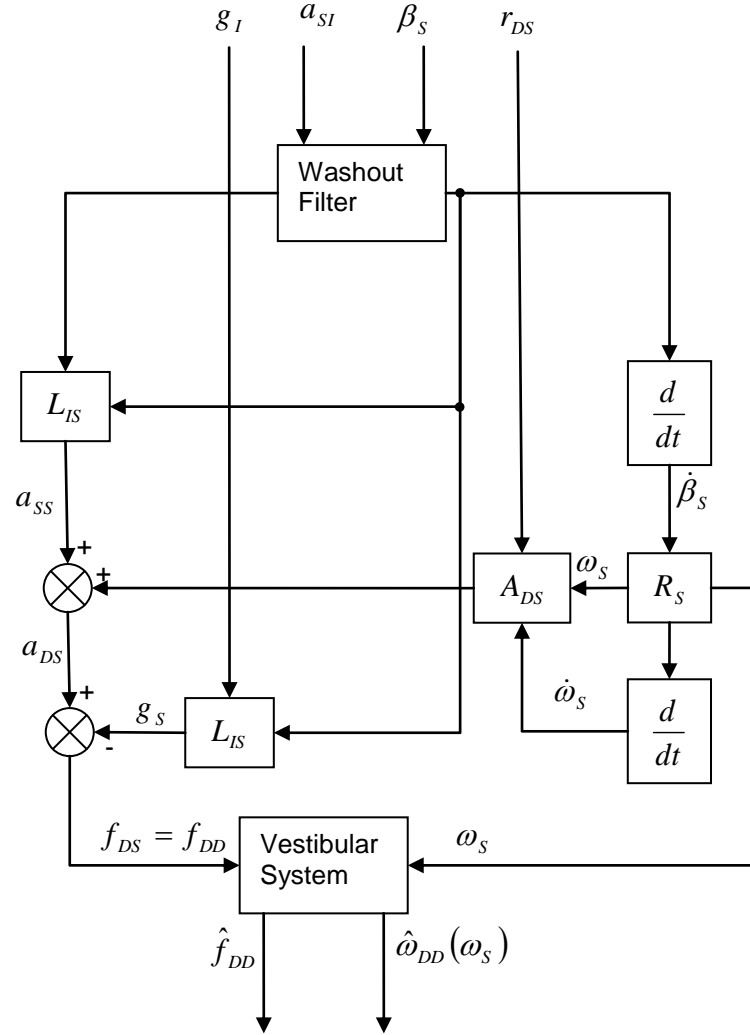 g_I a_SI β_S r_DS
Washout
Filter
L_IS
d
dt
β̇_S
a_SS
+
+
ω_S
A_DS
R_S
a_DS
+
-
g_S
L_IS
ω̇_S
d
dt
f_DS = f_DD
Vestibular
System
ω_S
f̂_DD
ω̂_DD(ω_S)